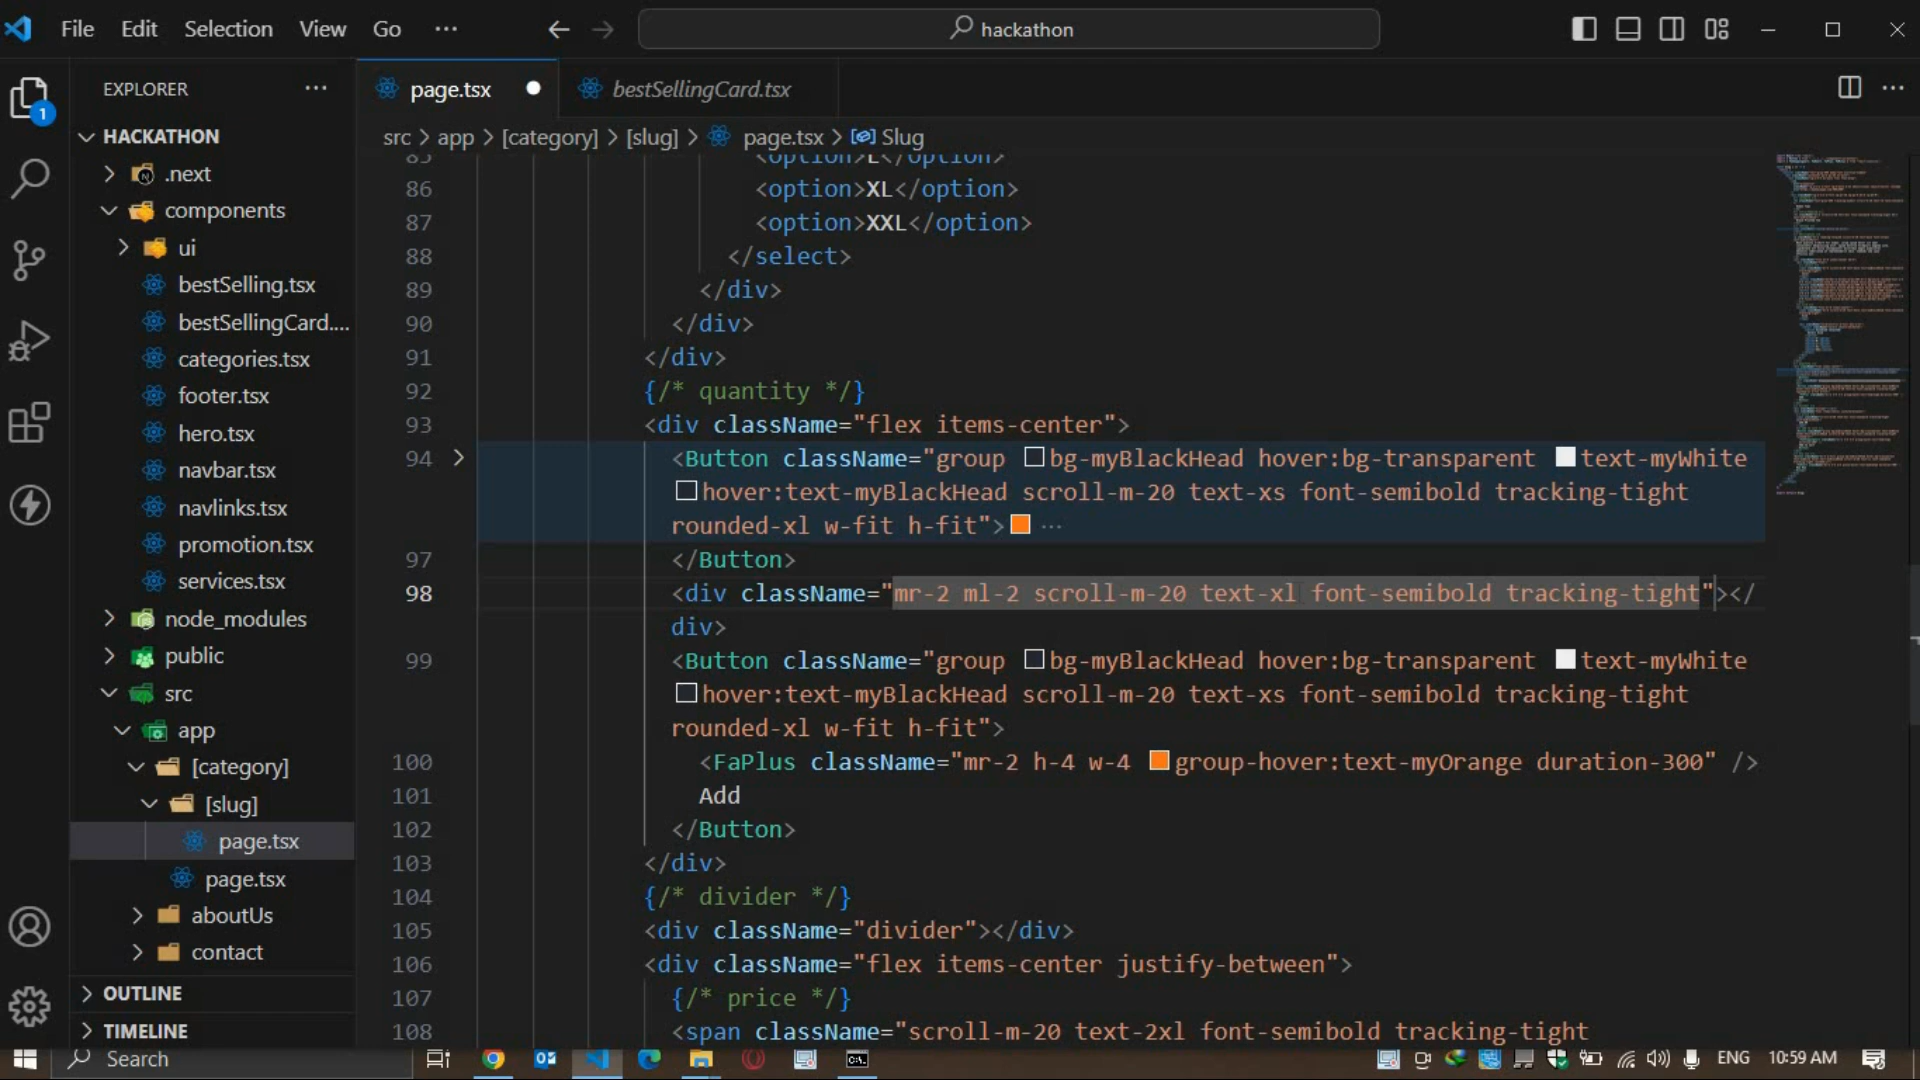 File Edit Selection View Go ··· hackathon
EXPLORER ···
page.tsx
bestSellingCard.tsx
src > app > [category] > [slug] > page.tsx > Slug
1
HACKATHON
.next
components
ui
bestSelling.tsx
bestSellingCard....
categories.tsx
footer.tsx
hero.tsx
navbar.tsx
navlinks.tsx
promotion.tsx
services.tsx
node_modules
public
src
app
[category]
[slug]
page.tsx
page.tsx
aboutUs
contact
OUTLINE
TIMELINE
85 <option>L</option>
86 <option>XL</option>
87 <option>XXL</option>
88 </select>
89 </div>
90 </div>
91 </div>
92 {/* quantity */}
93 <div className="flex items-center">
94 <Button className="group bg-myBlackHead hover:bg-transparent text-myWhite
hover:text-myBlackHead scroll-m-20 text-xs font-semibold tracking-tight
rounded-xl w-fit h-fit"> ···
97 </Button>
98 <div className="mr-2 ml-2 scroll-m-20 text-xl font-semibold tracking-tight"></
div>
99 <Button className="group bg-myBlackHead hover:bg-transparent text-myWhite
hover:text-myBlackHead scroll-m-20 text-xs font-semibold tracking-tight
rounded-xl w-fit h-fit">
100 <FaPlus className="mr-2 h-4 w-4 group-hover:text-myOrange duration-300" />
101 Add
102 </Button>
103 </div>
104 {/* divider */}
105 <div className="divider"></div>
106 <div className="flex items-center justify-between">
107 {/* price */}
108 <span className="scroll-m-20 text-2xl font-semibold tracking-tight
Search
ENG 10:59 AM